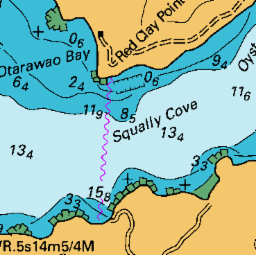 Red Clay Point
Otarawao Bay
0₆
Oyst
9₄
6₄
2₄
0₆
11₆
11₉
8₅
Squally Cove
13₄
13₄
3₃
15₈
3₃
/R.5s14m5/4M